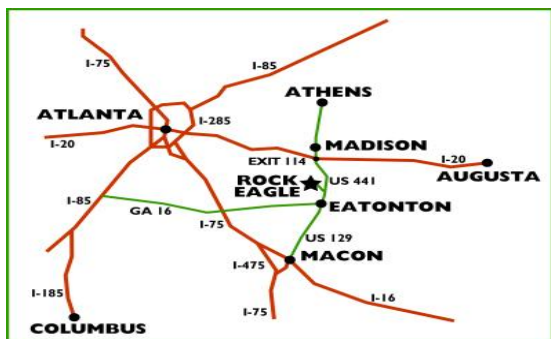 I-75
I-85
ATHENS
ATLANTA
I-285
MADISON
I-20
EXIT 114
I-20
ROCK
EAGLE
US 441
AUGUSTA
I-85
GA 16
EATONTON
I-75
US 129
MACON
I-475
I-185
I-16
I-75
COLUMBUS